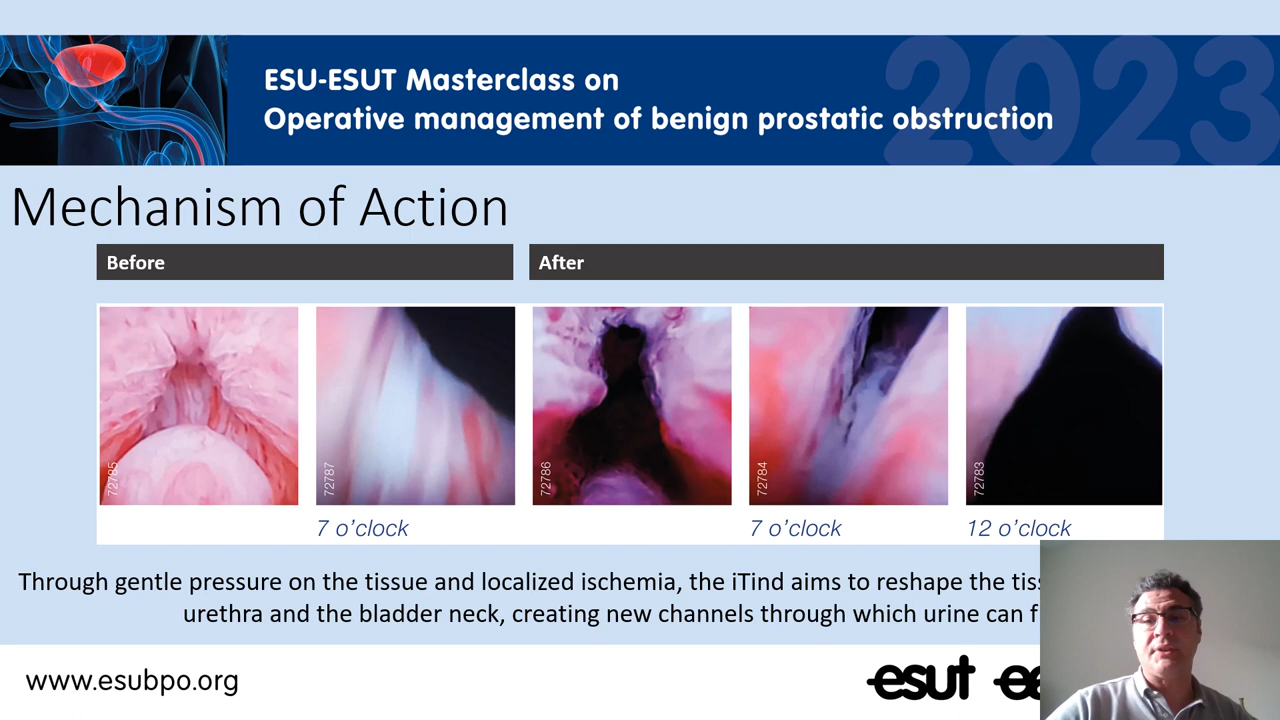 2023
ESU-ESUT Masterclass on
Operative management of benign prostatic obstruction
Mechanism of Action
Before
After
72785
72787
72786
72784
72783
7 o'clock
7 o'clock
12 o'clock
Through gentle pressure on the tissue and localized ischemia, the iTind aims to reshape the
urethra and the bladder neck, creating new channels through which urine can
www.esubpo.org
esut